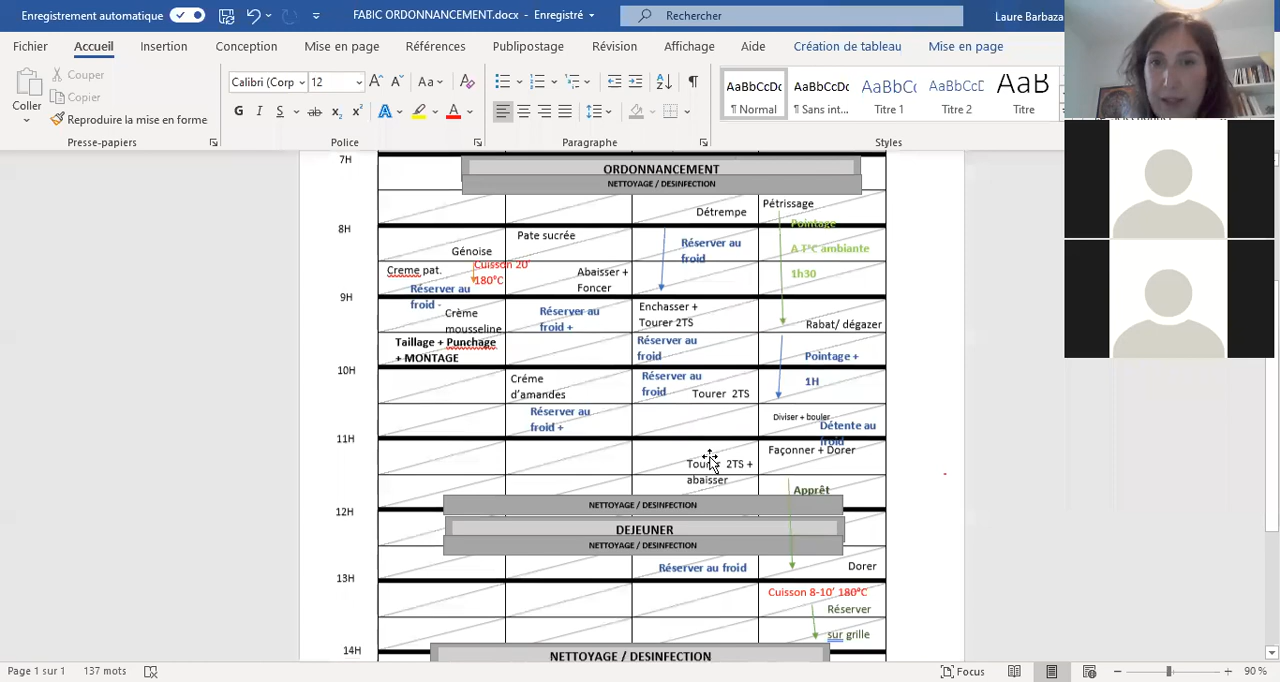 Enregistrement automatique
FABIC ORDONNANCEMENT.docx - Enregistré
Rechercher
Laure Barbaza
Fichier Accueil Insertion Conception Mise en page Références Publipostage Révision Affichage Aide Création de tableau Mise en page
Coller
Couper
Copier
Reproduire la mise en forme
Presse-papiers
Calibri (Corp 12
G I S ab x₂ x²
Police
Paragraphe
AaBbCcDc AaBbCcDc AaBbCc AaBbCcD AaB
¶ Normal ¶ Sans int... Titre 1 Titre 2 Titre
Styles
7H
ORDONNANCEMENT
NETTOYAGE / DESINFECTION
Détrempe
Pétrissage
Pointage
A T°C ambiante
1h30
8H
Génoise
Pate sucrée
Réserver au
froid
Creme pat.
Cuisson 20'
180°C
Réserver au
froid -
Abaisser +
Foncer
9H
Crème
mousseline
Réserver au
froid +
Enchasser +
Tourer 2TS
Rabat/ dégazer
Taillage + Punchage
+ MONTAGE
Réserver au
froid
Pointage +
1H
10H
Créme
d'amandes
Réserver au
froid
Tourer 2TS
Réserver au
froid +
Diviser + bouler
Détente au
froid
11H
Tourer 2TS +
abaisser
Façonner + Dorer
Apprêt
NETTOYAGE / DESINFECTION
12H
DEJEUNER
NETTOYAGE / DESINFECTION
Réserver au froid
Dorer
13H
Cuisson 8-10' 180°C
Réserver
sur grille
14H
NETTOYAGE / DESINFECTION
Page 1 sur 1 137 mots
Focus
90 %